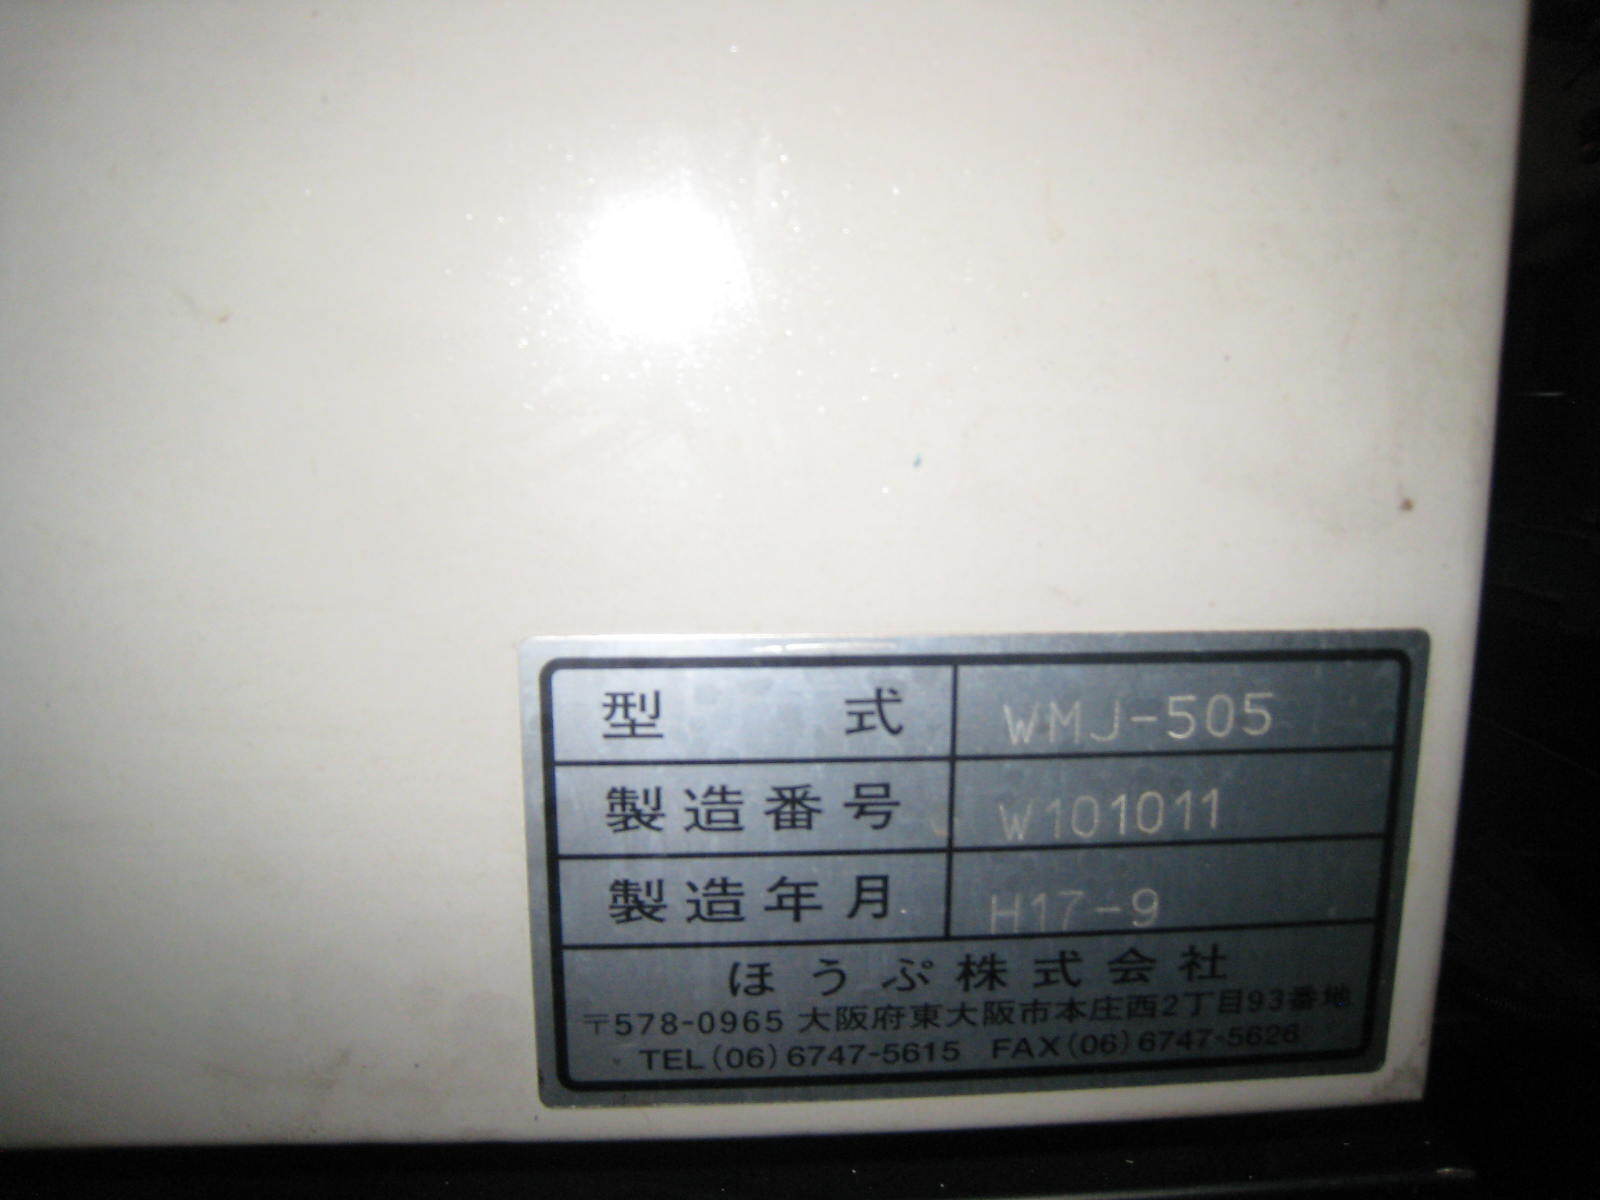 型式 WMJ-505
製造番号 W101011
製造年月 H17-9
ほうぷ株式会社
〒578-0965 大阪府東大阪市本庄西2丁目93番地
TEL(06)6747-5615 FAX(06)6747-5626